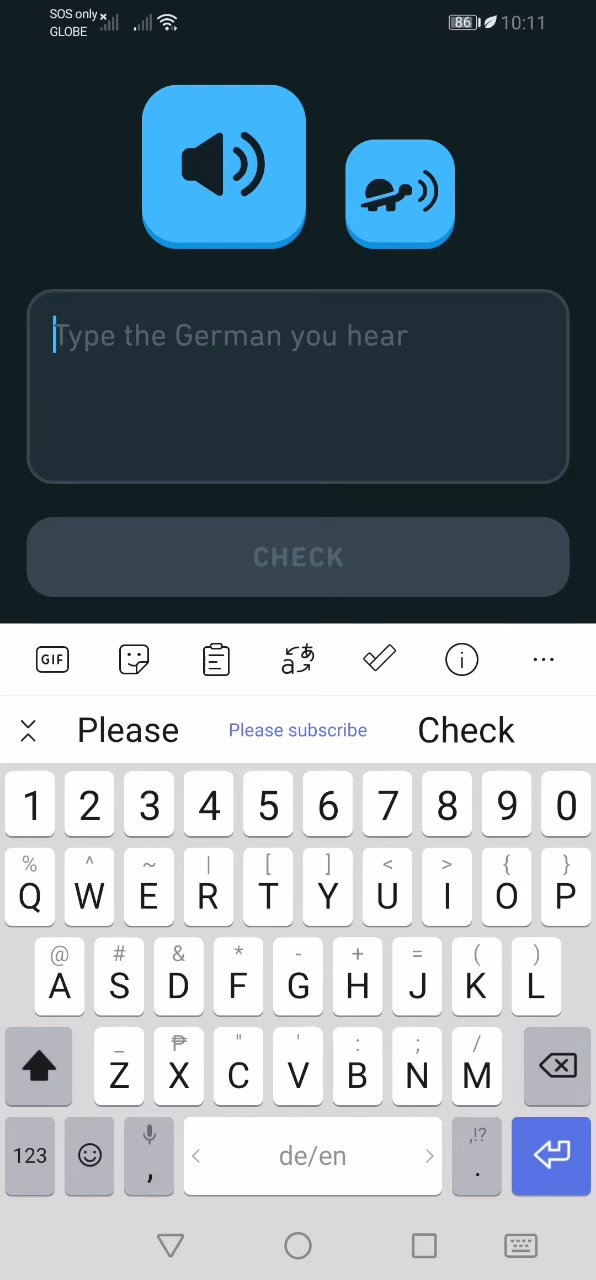 SOS only
GLOBE
86 10:11
Type the German you hear
CHECK
GIF
Please Please subscribe Check
1 2 3 4 5 6 7 8 9 0
% ^ ~ | [ ] < > { }
Q W E R T Y U I O P
@ # & * - + = ( )
A S D F G H J K L
_ ₱ " ' : ; /
Z X C V B N M
,!?
123 , de/en .